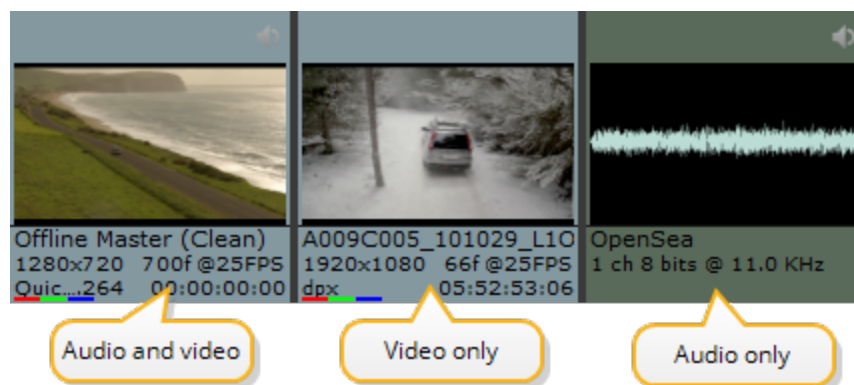 Offline Master (Clean)
1280x720 700f @25FPS
Quic...264 00:00:00:00
A009C005_101029_L1O
1920x1080 66f @25FPS
dpx 05:52:53:06
OpenSea
1 ch 8 bits @ 11.0 KHz
Audio and video
Video only
Audio only